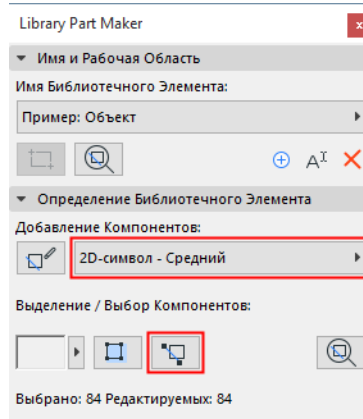 Library Part Maker
Имя и Рабочая Область
Имя Библиотечного Элемента:
Пример: Объект
Определение Библиотечного Элемента
Добавление Компонентов:
2D-символ - Средний
Выделение / Выбор Компонентов:
Выбрано: 84 Редактируемых: 84